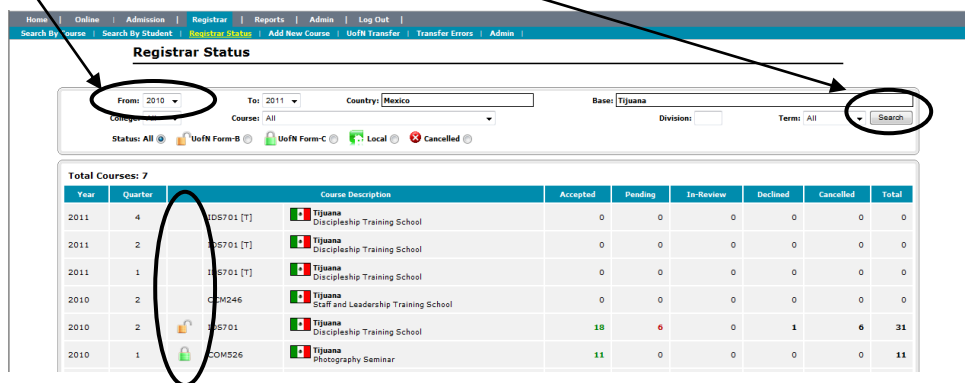 Home | Online | Admission | Registrar | Reports | Admin | Log Out |
Search By Course | Search By Student | Registrar Status | Add New Course | UofN Transfer | Transfer Errors | Admin |
Registrar Status
From: 2010 To: 2011 Country: Mexico Base: Tijuana
College: All Course: All Division: Term: All Search
Status: All UofN Form-B UofN Form-C Local Cancelled
Total Courses: 7
Year Quarter Course Description Accepted Pending In-Review Declined Cancelled Total
2011 4 IDS701 [T] Tijuana
Discipleship Training School 0 0 0 0 0 0
2011 2 IDS701 [T] Tijuana
Discipleship Training School 0 0 0 0 0 0
2011 1 IDS701 [T] Tijuana
Discipleship Training School 0 0 0 0 0 0
2010 2 CCM246 Tijuana
Staff and Leadership Training School 0 0 0 0 0 0
2010 2 IDS701 Tijuana
Discipleship Training School 18 6 0 1 6 31
2010 1 COM526 Tijuana
Photography Seminar 11 0 0 0 0 11